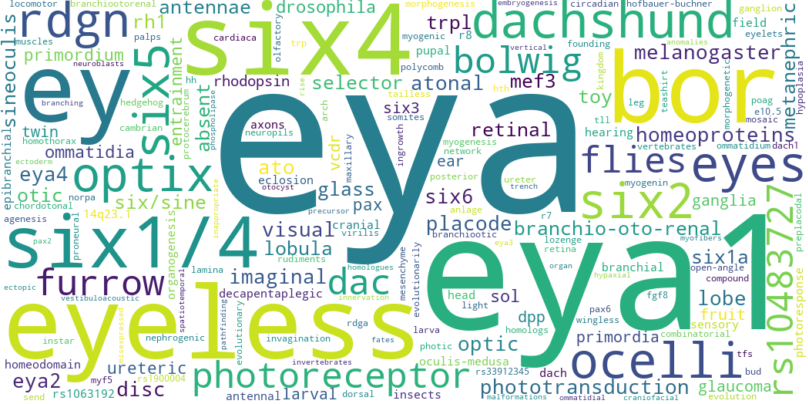 locomotor
branchiootorenal
antennae
drosophila
morphogenesis
embryogenesis
circadian
hofbauer-buchner
ganglion
rdgn
muscles
palps
rh1
cardiaca
six4
olfactory
trp
trpl
myogenic
r8
dachshund
vertical
founding
field
eyelets
anomalies
metanephric
hypoplasia
sineoculis
primordium
neuroblasts
six5
entrainment
hh
polycomb
pupal
bolwig
melanogaster
kingdom
bor
ey
branching
hedgehog
cambrian
protocerebrum
absent
phospholipase
rhodopsin
selector
tailless
atonal
hth
mef3
toy
teashirt
leg
morphogenetic
poag
e10.5
mosaic
epibranchial
twin
homothorax
axons
neuropils
eya
arch
six3
somites
myogenesis
network
retinal
hearing
tll
vertebrates
homeoproteins
ommatidium
dach1
ommatidia
optix
ato
vcdr
maxillary
ingrowth
posterior
ear
flies
eyes
myogenin
eya4
ectoderm
otic
chordotonal
norpa
six/sine
inappropriate
eclosion
otocyst
glass
precursor
pax
six6
ureter
trench
anlage
r7
six2
ganglia
preplacodal
rs10483727
agenesis
pax2
proneural
14q23.1
organogenesis
visual
cranial
virilis
placode
branchiootic
branchio-oto-renal
six1/4
lobula
rudiments
homologues
mesenchyme
evolutionarily
eya3
eya1
lozenge
retina
organ
myofibers
six1a
open-angle
compound
ectopic
furrow
lamina
imaginal
dac
hypaxial
branchial
lobe
photoresponse
vestibuloacoustic
spatiotemporal
decapentaplegic
innervation
head
light
sol
fgf8
pax6
wingless
fruit
sensory
eyeless
misexpressed
pathfinding
evolutionary
rdga
larva
dpp
homologs
primordia
combinatorial
instar
nephrogenic
invagination
fates
photic
optic
ocelli
tfs
homeodomain
ureteric
invertebrates
oculis-medusa
rs33912345
dach
bud
eya2
myf5
disc
rs1900004
photoreceptor
phototransduction
glaucoma
send
rs1063192
antennal
larval
dorsal
insects
malformations
ommatidial
craniofacial
evolution